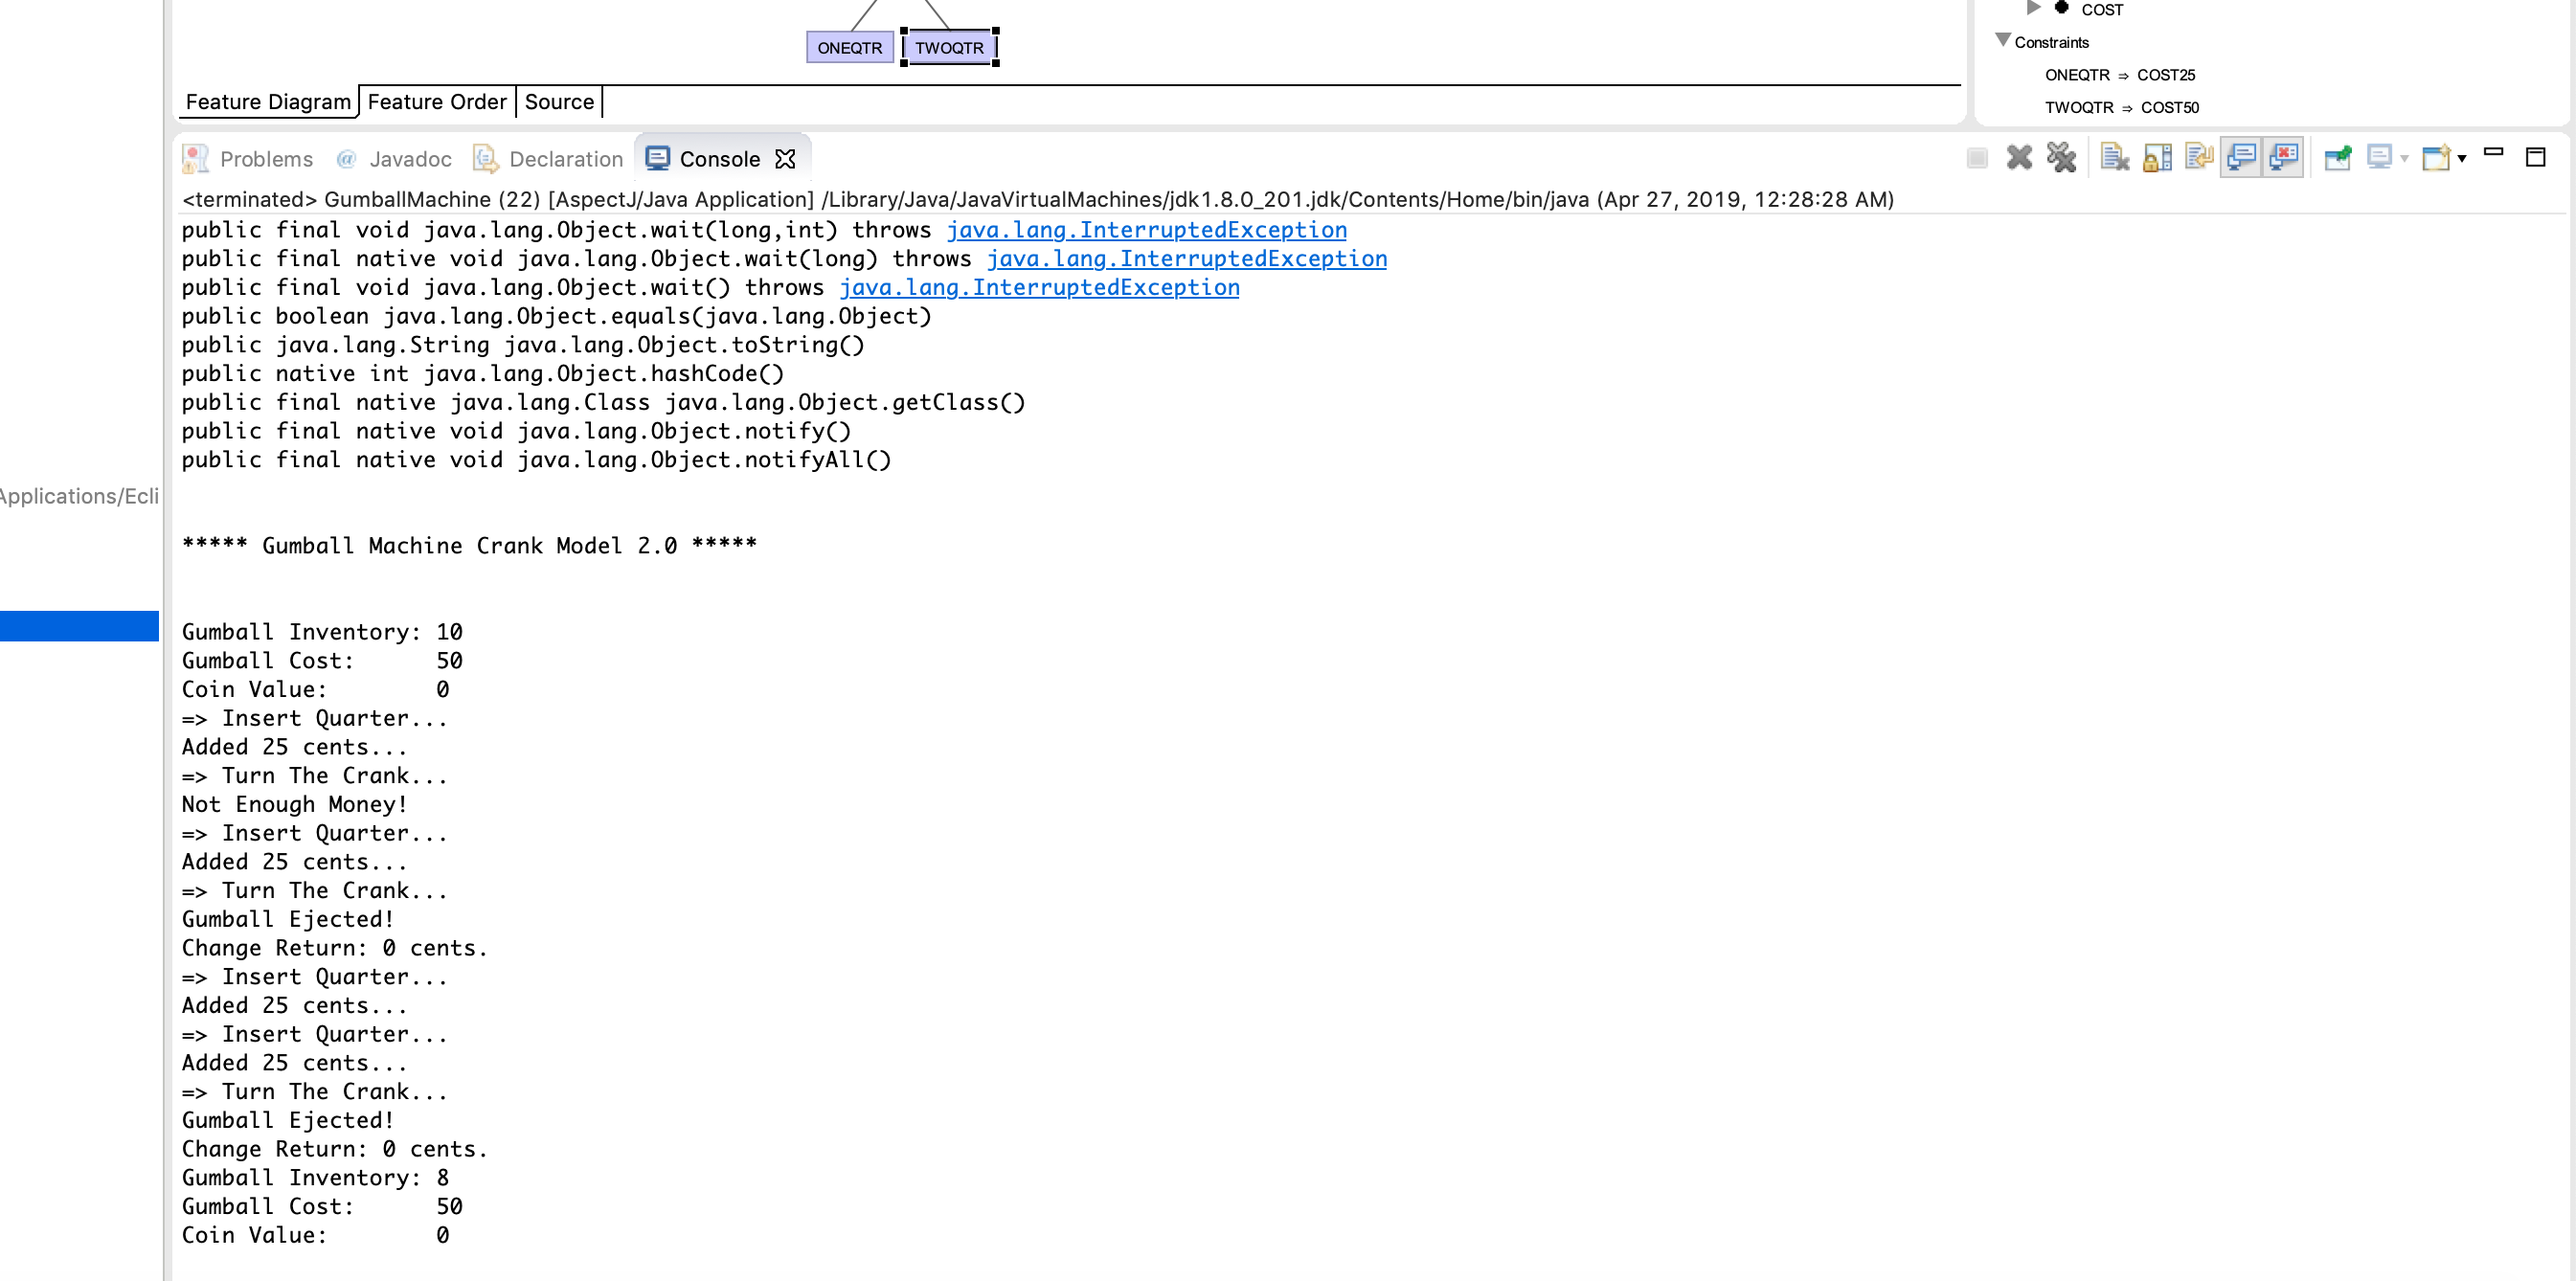 COST
ONEQTR TWOQTR
Constraints
ONEQTR ⇒ COST25
TWOQTR ⇒ COST50
Feature Diagram Feature Order Source
Problems Javadoc Declaration Console
<terminated> GumballMachine (22) [AspectJ/Java Application] /Library/Java/JavaVirtualMachines/jdk1.8.0_201.jdk/Contents/Home/bin/java (Apr 27, 2019, 12:28:28 AM)
public final void java.lang.Object.wait(long,int) throws java.lang.InterruptedException
public final native void java.lang.Object.wait(long) throws java.lang.InterruptedException
public final void java.lang.Object.wait() throws java.lang.InterruptedException
public boolean java.lang.Object.equals(java.lang.Object)
public java.lang.String java.lang.Object.toString()
public native int java.lang.Object.hashCode()
public final native java.lang.Class java.lang.Object.getClass()
public final native void java.lang.Object.notify()
public final native void java.lang.Object.notifyAll()
Applications/Ecli
***** Gumball Machine Crank Model 2.0 *****
Gumball Inventory: 10
Gumball Cost: 50
Coin Value: 0
=> Insert Quarter...
Added 25 cents...
=> Turn The Crank...
Not Enough Money!
=> Insert Quarter...
Added 25 cents...
=> Turn The Crank...
Gumball Ejected!
Change Return: 0 cents.
=> Insert Quarter...
Added 25 cents...
=> Insert Quarter...
Added 25 cents...
=> Turn The Crank...
Gumball Ejected!
Change Return: 0 cents.
Gumball Inventory: 8
Gumball Cost: 50
Coin Value: 0